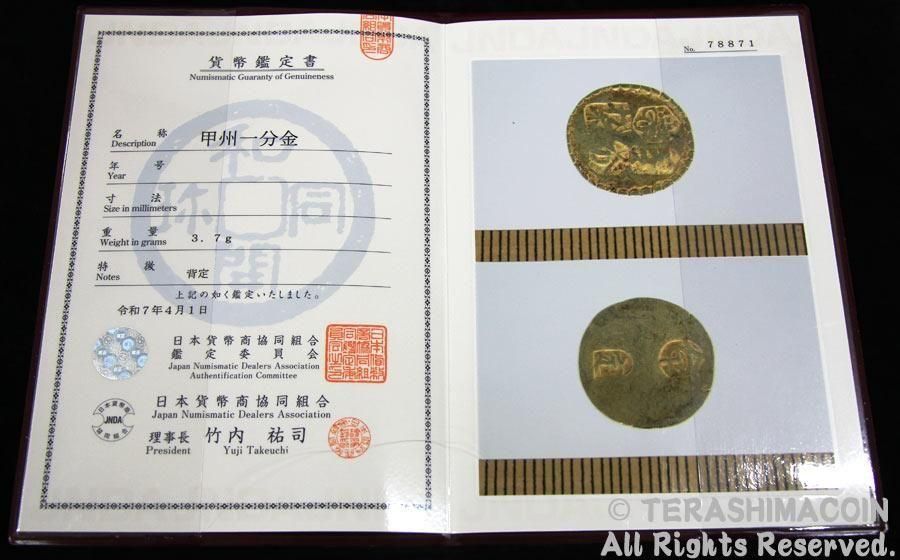 貨幣鑑定書
Numismatic Guaranty of Genuineness
名 称 甲州一分金
Description
年 号
Year
寸 法
Size in millimeters
重 量
Weight in grams 3.7g
特 徴 背定
Notes
上記の如く鑑定いたしました。
令和7年4月1日
日本貨幣商協同組合
鑑定委員会
Japan Numismatic Dealers Association
Authentification Committee
日本貨幣商協同組合
Japan Numismatic Dealers Association
JNDA
理事長 竹内 祐司
President Yuji Takeuchi
和同開珎
No. 78871
© TERASHIMACOIN
All Rights Reserved.